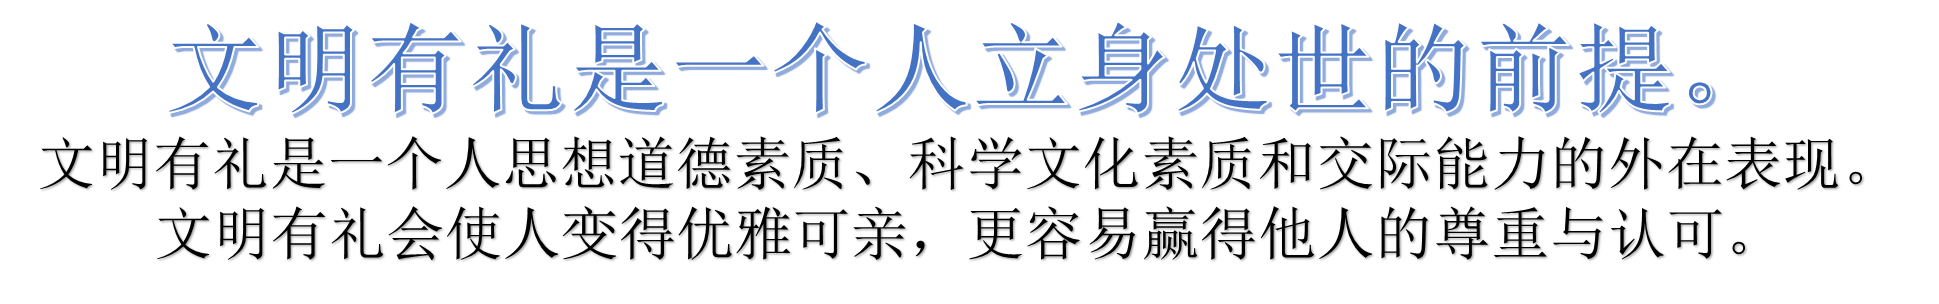 文明有礼是一个人立身处世的前提。
文明有礼是一个人思想道德素质、科学文化素质和交际能力的外在表现。
文明有礼会使人变得优雅可亲，更容易赢得他人的尊重与认可。